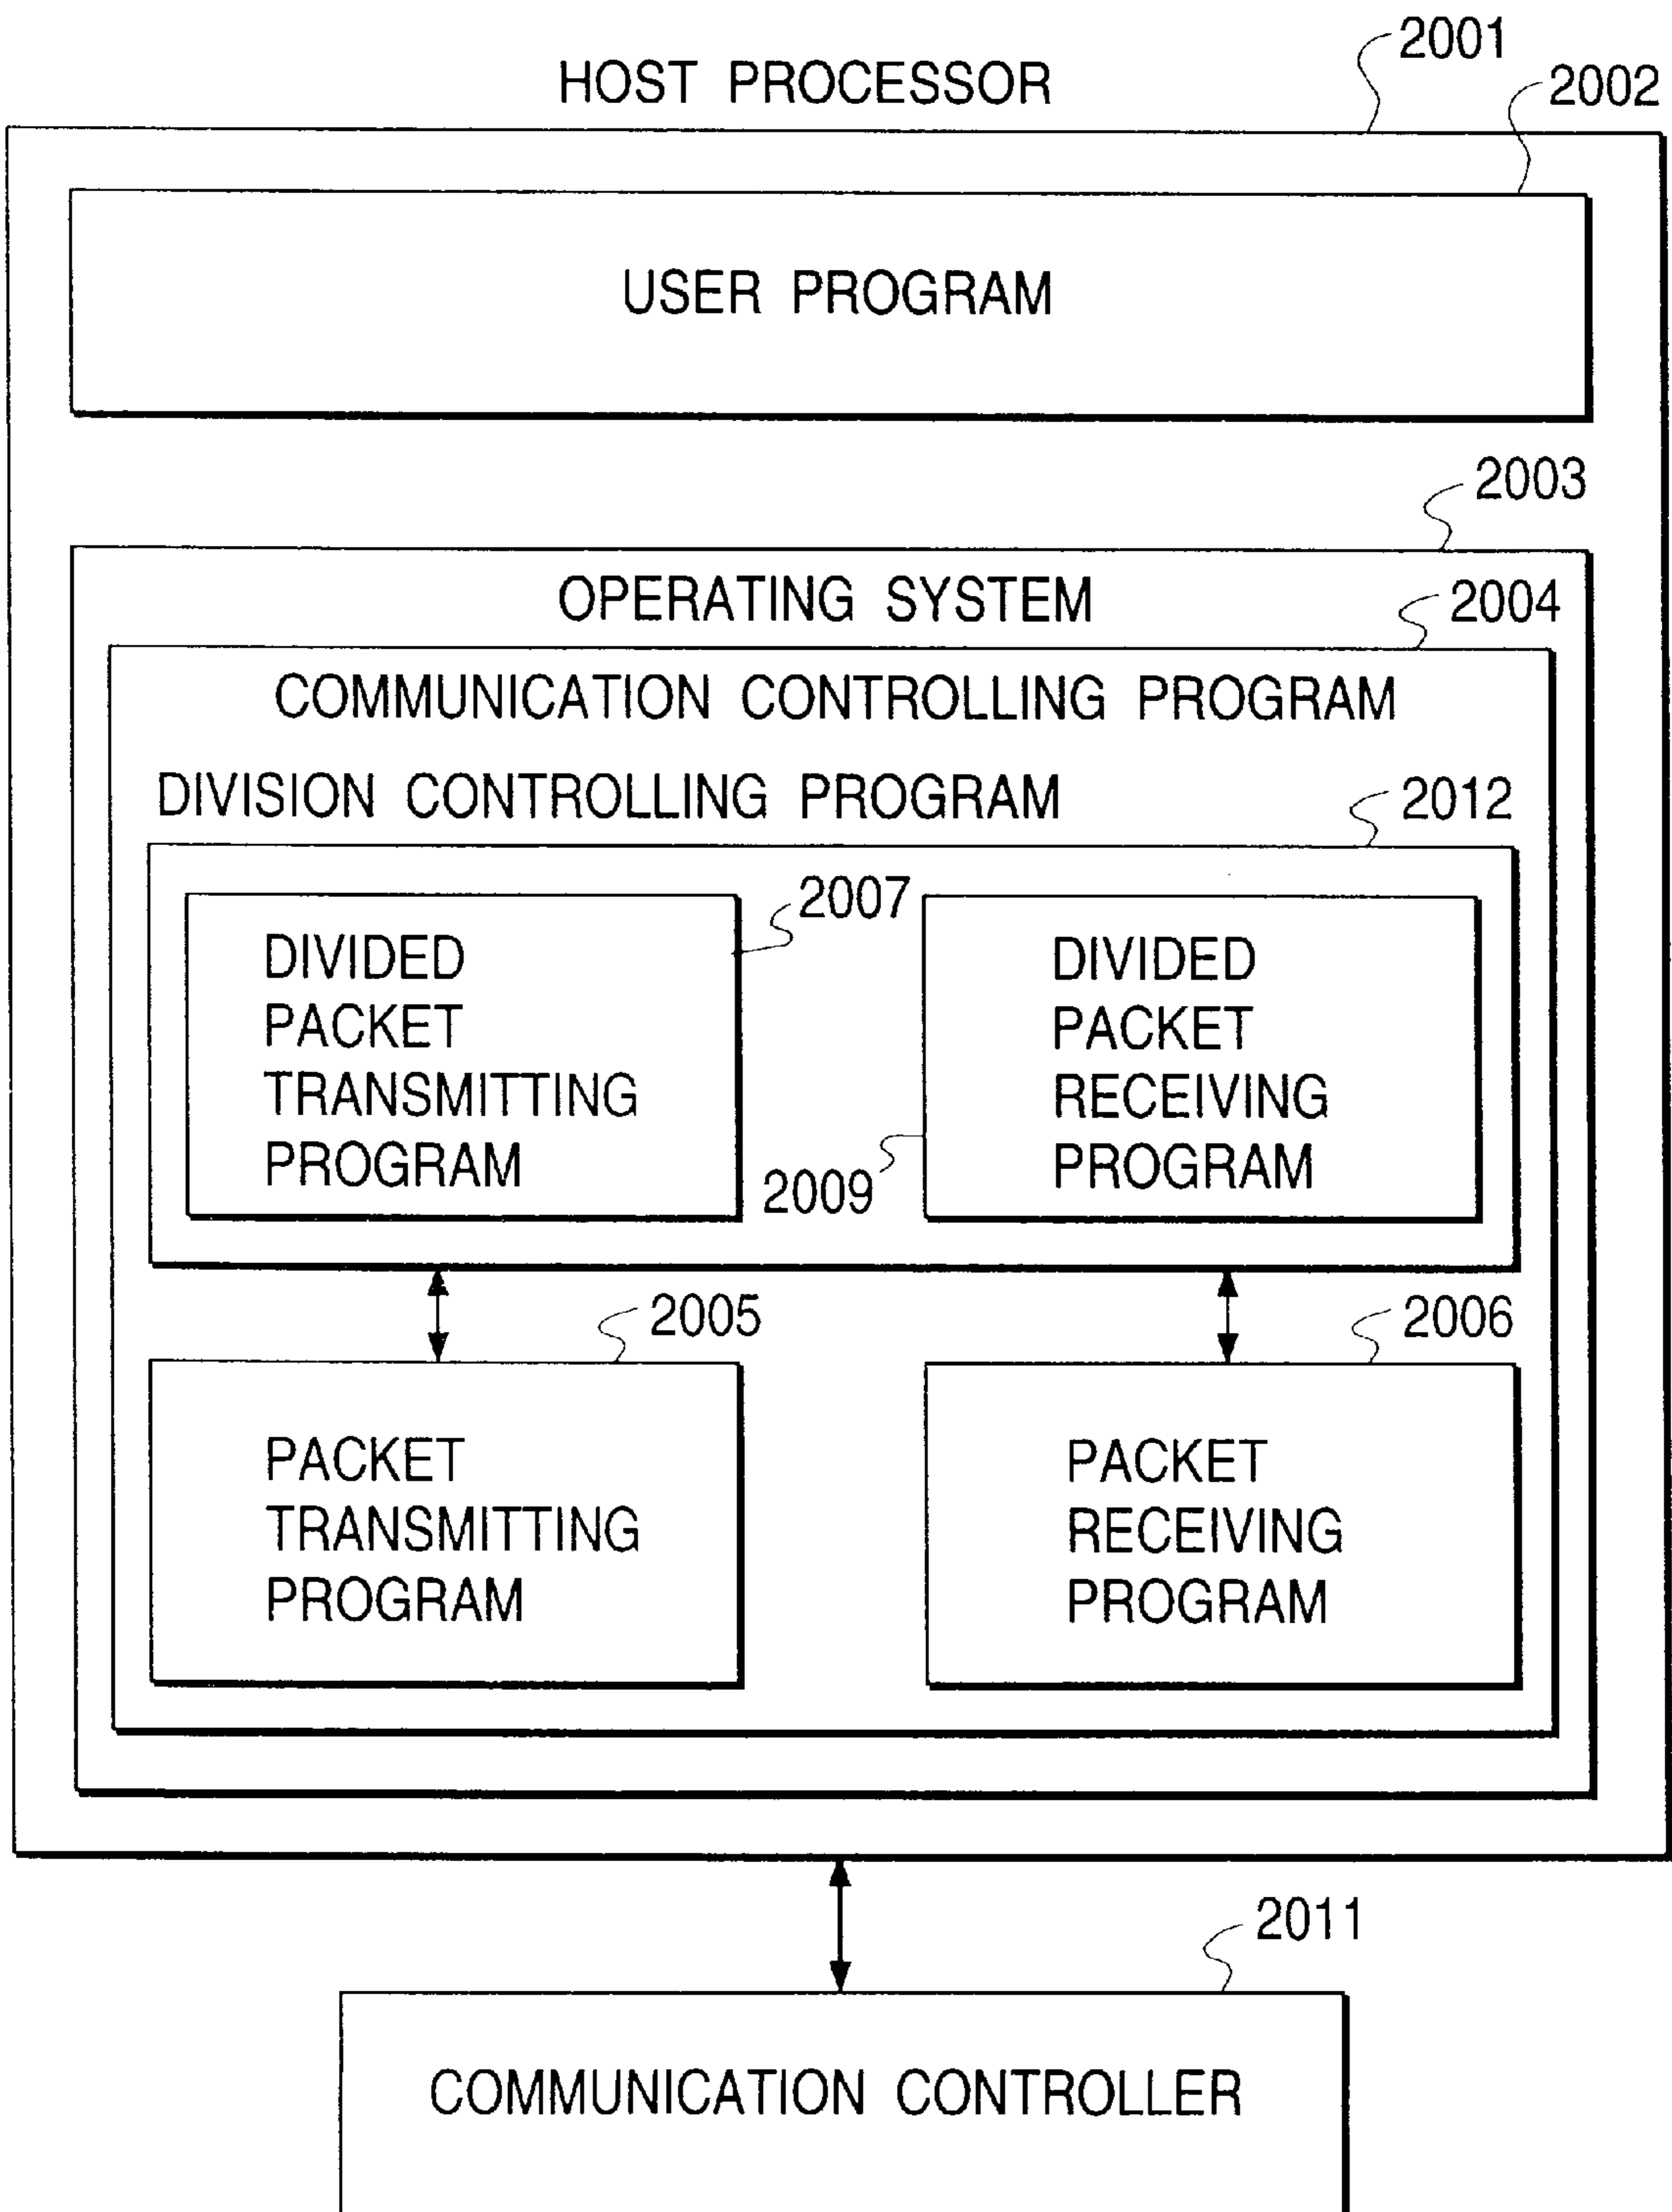 2001
HOST PROCESSOR
2002
USER PROGRAM
2003
OPERATING SYSTEM
2004
COMMUNICATION CONTROLLING PROGRAM
DIVISION CONTROLLING PROGRAM
2012
2007
DIVIDED
PACKET
TRANSMITTING
PROGRAM
DIVIDED
PACKET
RECEIVING
PROGRAM
2009
2005
2006
PACKET
TRANSMITTING
PROGRAM
PACKET
RECEIVING
PROGRAM
2011
COMMUNICATION CONTROLLER